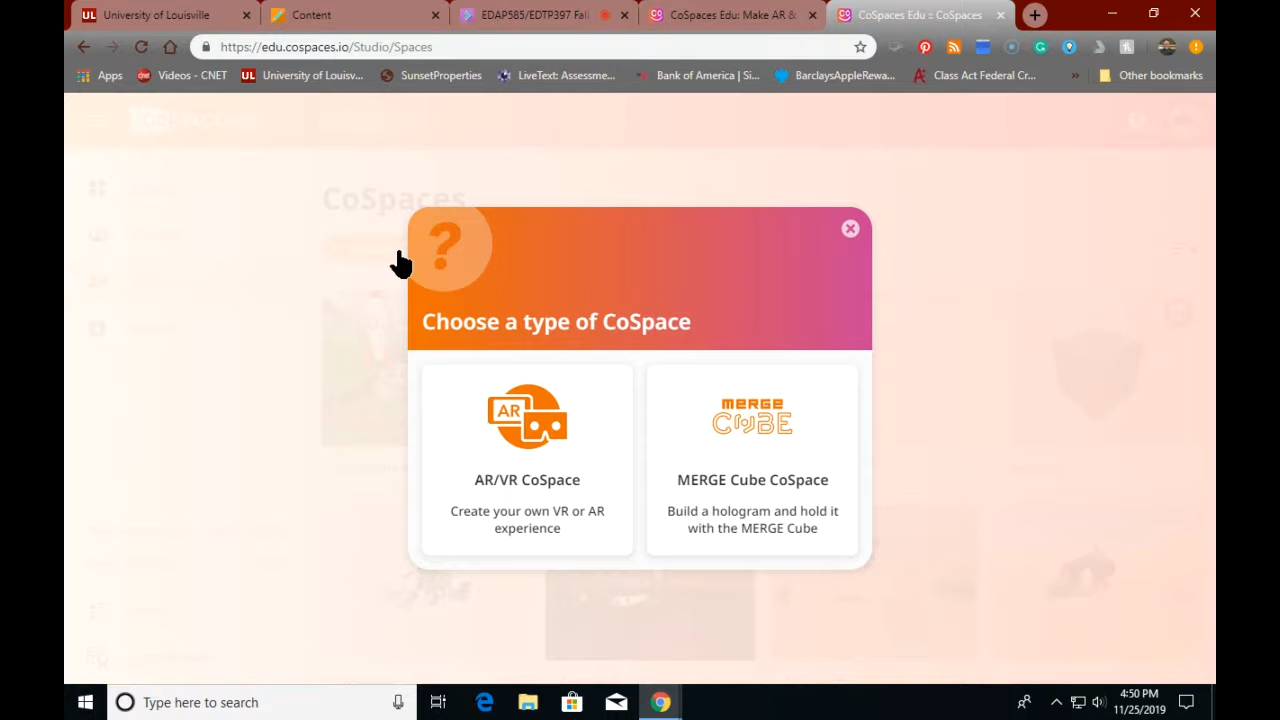 University of Louisville
Content
EDAP585/EDTP397 Fall
CoSpaces Edu: Make AR &
CoSpaces Edu :: CoSpaces
https://edu.cospaces.io/Studio/Spaces
Apps
Videos - CNET
UL University of Louisv...
SunsetProperties
LiveText: Assessme...
Bank of America | Si...
BarclaysAppleRewa...
Class Act Federal Cr...
»
Other bookmarks
CoSpaces
?
Choose a type of CoSpace
AR
MERGE
CUBE
AR/VR CoSpace
MERGE Cube CoSpace
Create your own VR or AR
experience
Build a hologram and hold it
with the MERGE Cube
Type here to search
4:50 PM
11/25/2019